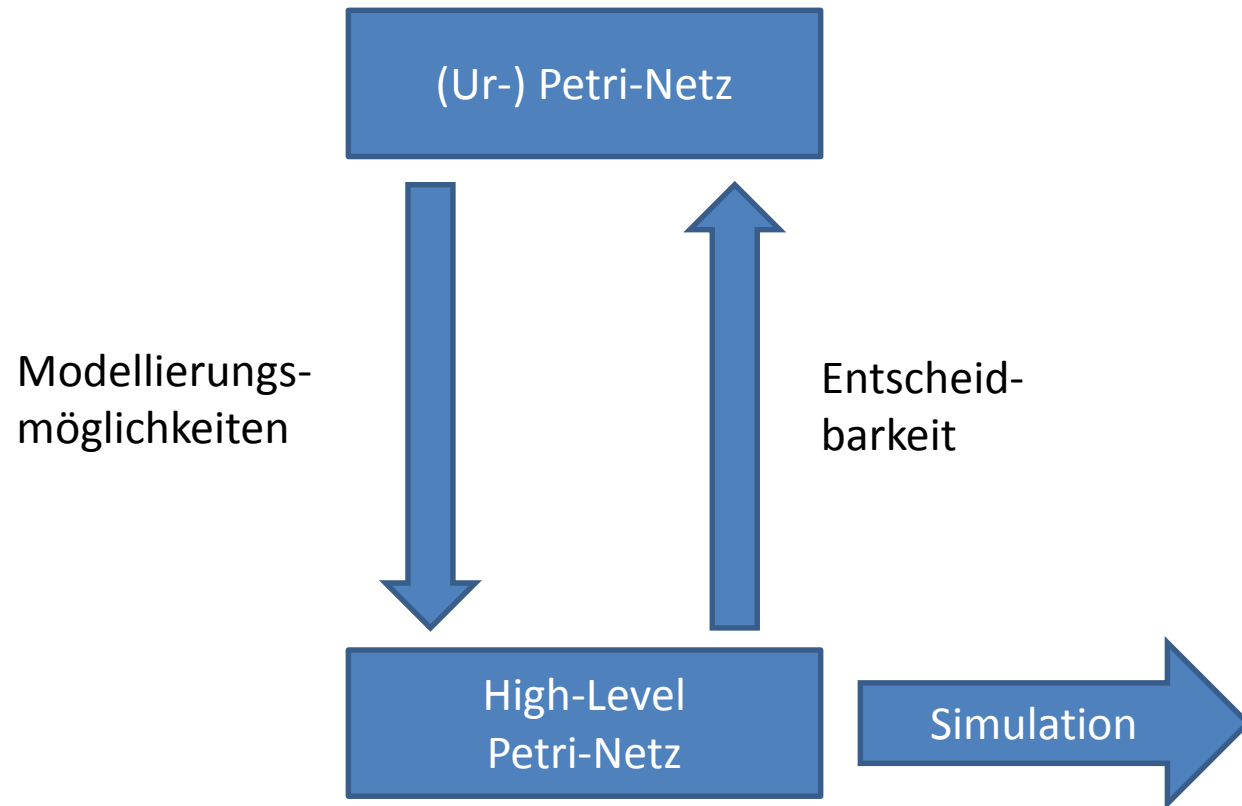 (Ur-) Petri-Netz
Modellierungs-
möglichkeiten
Entscheid-
barkeit
High-Level
Petri-Netz
Simulation